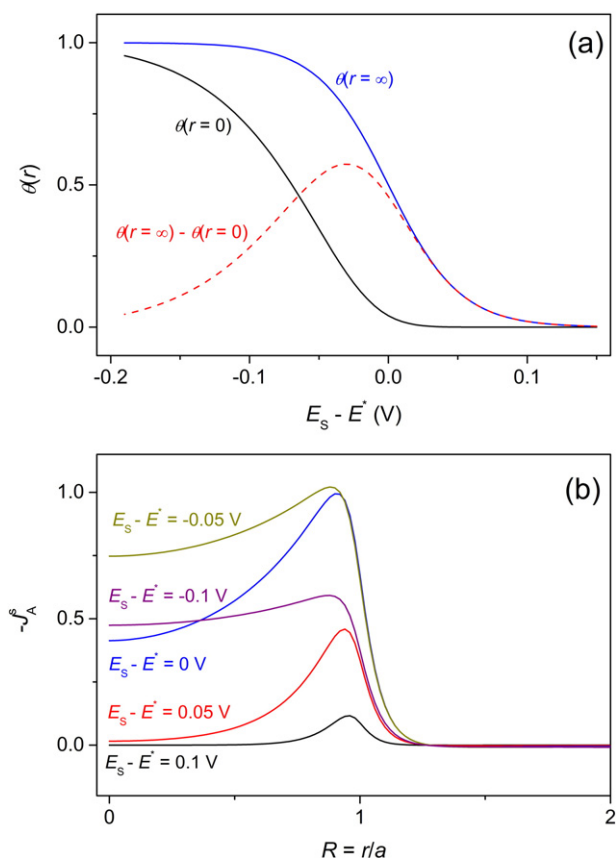 (a)
1.0
0.5
0.0
θ(r)
θ(r = ∞)
θ(r = 0)
θ(r = ∞) - θ(r = 0)
-0.2
-0.1
0.0
0.1
E_S - E^* (V)
(b)
1.0
0.5
0.0
-J_A^s
E_S - E^* = -0.05 V
E_S - E^* = -0.1 V
E_S - E^* = 0 V
E_S - E^* = 0.05 V
E_S - E^* = 0.1 V
0
1
2
R = r/a